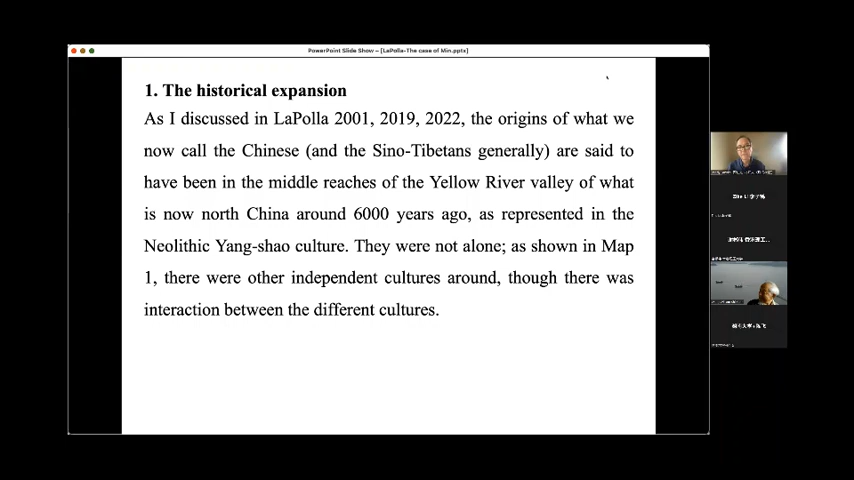 PowerPoint Slide Show – [LaPolla-The case of Min.pptx]
1. The historical expansion
As I discussed in LaPolla 2001, 2019, 2022, the origins of what we
now call the Chinese (and the Sino-Tibetans generally) are said to
have been in the middle reaches of the Yellow River valley of what
is now north China around 6000 years ago, as represented in the
Neolithic Yang-shao culture. They were not alone; as shown in Map
1, there were other independent cultures around, though there was
interaction between the different cultures.